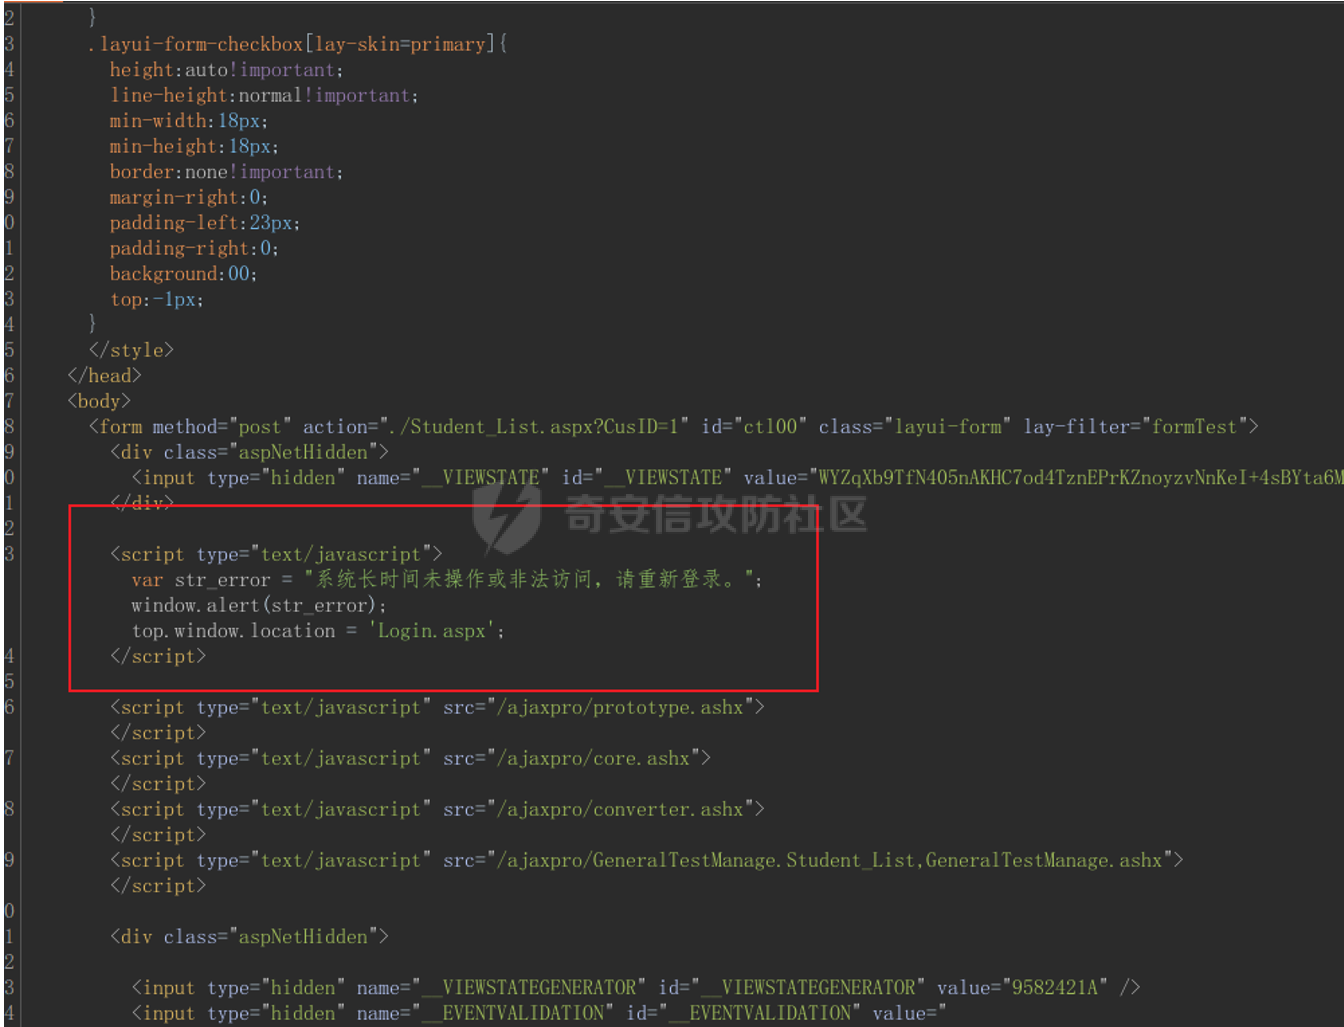 2 }
3 .layui-form-checkbox[lay-skin=primary]{
4 height:auto!important;
5 line-height:normal!important;
6 min-width:18px;
7 min-height:18px;
8 border:none!important;
9 margin-right:0;
0 padding-left:23px;
1 padding-right:0;
2 background:00;
3 top:-1px;
4 }
5 </style>
6 </head>
7 <body>
8 <form method="post" action="./Student_List.aspx?CusID=1" id="ctl00" class="layui-form" lay-filter="formTest">
9 <div class="aspNetHidden">
0 <input type="hidden" name="__VIEWSTATE" id="__VIEWSTATE" value="WYZqXb9TfN405nAKHC7od4TznEPrKZnoyzvNnKeI+4sBYta6M
1 </div>
奇安信攻防社区
2
3 <script type="text/javascript">
var str_error = "系统长时间未操作或非法访问，请重新登录。";
window.alert(str_error);
top.window.location = 'Login.aspx';
4 </script>
5
6 <script type="text/javascript" src="/ajaxpro/prototype.ashx">
</script>
7 <script type="text/javascript" src="/ajaxpro/core.ashx">
</script>
8 <script type="text/javascript" src="/ajaxpro/converter.ashx">
</script>
9 <script type="text/javascript" src="/ajaxpro/GeneralTestManage.Student_List,GeneralTestManage.ashx">
</script>
0
1 <div class="aspNetHidden">
2
3 <input type="hidden" name="__VIEWSTATEGENERATOR" id="__VIEWSTATEGENERATOR" value="9582421A" />
4 <input type="hidden" name="__EVENTVALIDATION" id="__EVENTVALIDATION" value="